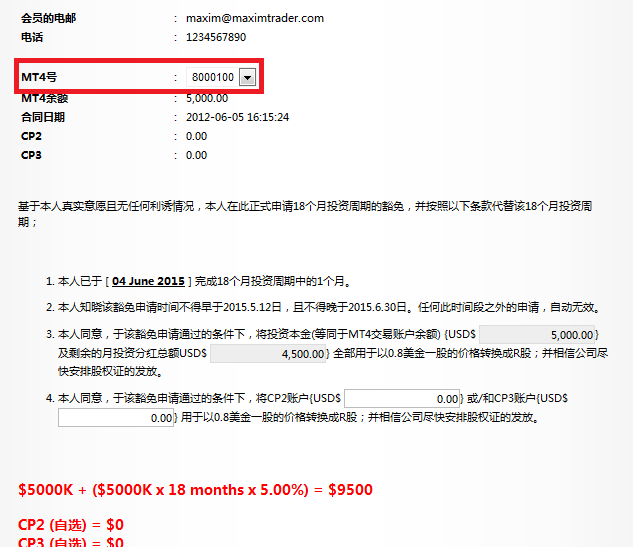 会员的电邮 : maxim@maximtrader.com
电话 : 1234567890
MT4号 : 8000100
MT4余额 : 5,000.00
合同日期 : 2012-06-05 16:15:24
CP2 : 0.00
CP3 : 0.00
基于本人真实意愿且无任何利诱情况，本人在此正式申请18个月投资周期的豁免，并按照以下条款代替该18个月投资周
期；
1. 本人已于 [ 04 June 2015 ] 完成18个月投资周期中的1个月。
2. 本人知晓该豁免申请时间不得早于2015.5.12日，且不得晚于2015.6.30日。任何此时间段之外的申请，自动无效。
3. 本人同意，于该豁免申请通过的条件下，将投资本金(等同于MT4交易账户余额) {USD$ 5,000.00}
及剩余的月投资分红总额USD$ 4,500.00} 全部用于以0.8美金一股的价格转换成R股；并相信公司尽
快安排股权证的发放。
4. 本人同意，于该豁免申请通过的条件下，将CP2账户{USD$ 0.00} 或/和CP3账户{USD$
0.00} 用于以0.8美金一股的价格转换成R股；并相信公司尽快安排股权证的发放。
$5000K + ($5000K x 18 months x 5.00%) = $9500
CP2 (自选) = $0
CP3 (自选) = $0